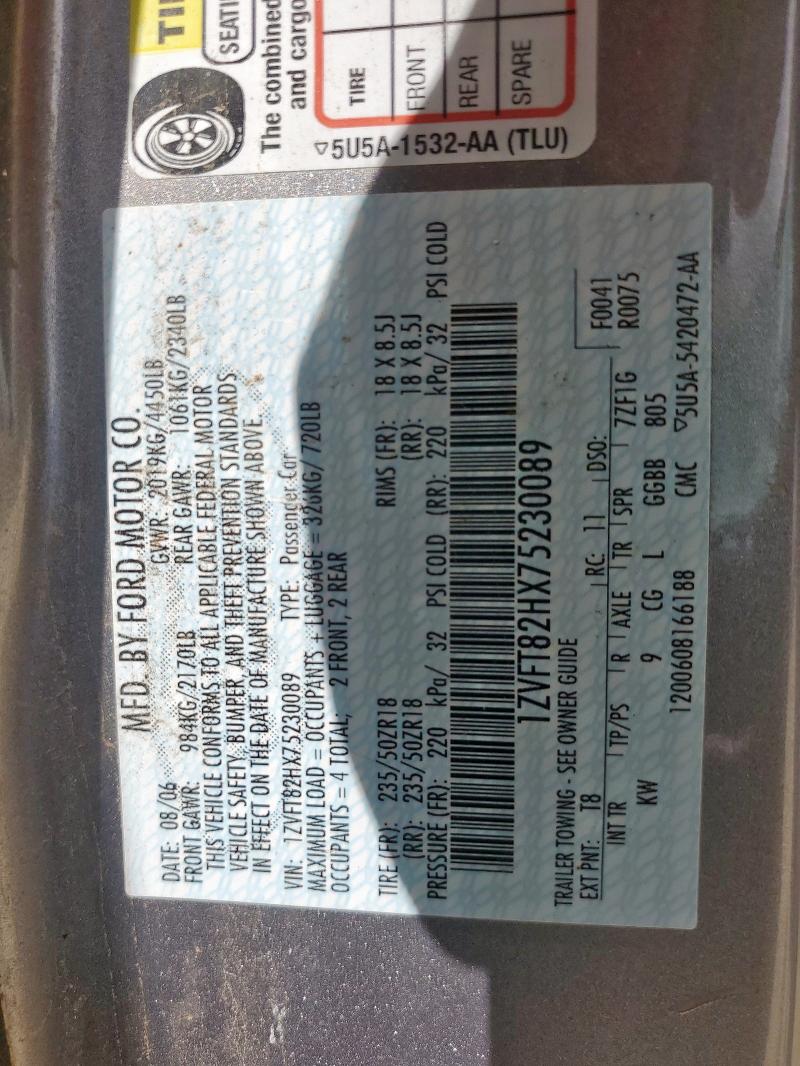 TI
SEATI
The combined
and cargo
TIRE
FRONT
REAR
SPARE
▽5U5A-1532-AA (TLU)
MFD. BY FORD MOTOR CO.
DATE: 08/06 GVWR: 2019KG/4450LB
FRONT GAWR: 984KG/2170LB REAR GAWR: 1061KG/2340LB
THIS VEHICLE CONFORMS TO ALL APPLICABLE FEDERAL MOTOR
VEHICLE SAFETY, BUMPER, AND THEFT PREVENTION STANDARDS
IN EFFECT ON THE DATE OF MANUFACTURE SHOWN ABOVE.
VIN: 1ZVFT82HX75230089 TYPE: Passenger Car
MAXIMUM LOAD = OCCUPANTS + LUGGAGE = 326KG/ 720LB
OCCUPANTS = 4 TOTAL; 2 FRONT, 2 REAR
TIRE (FR): 235/50ZR18 RIMS (FR): 18 X 8.5J
(RR): 235/50ZR18 (RR): 18 X 8.5J
PRESSURE (FR): 220 kPa/ 32 PSI COLD (RR): 220 kPa/ 32 PSI COLD
1ZVFT82HX75230089
TRAILER TOWING - SEE OWNER GUIDE
EXT PNT: T8 RC: 11 DSO: F0041
INT TR TP/PS R AXLE TR SPR 7ZF1G R0075
KW 9 CG L GGBB 805
1200608166188 CMC ▽5U5A-5420472-AA